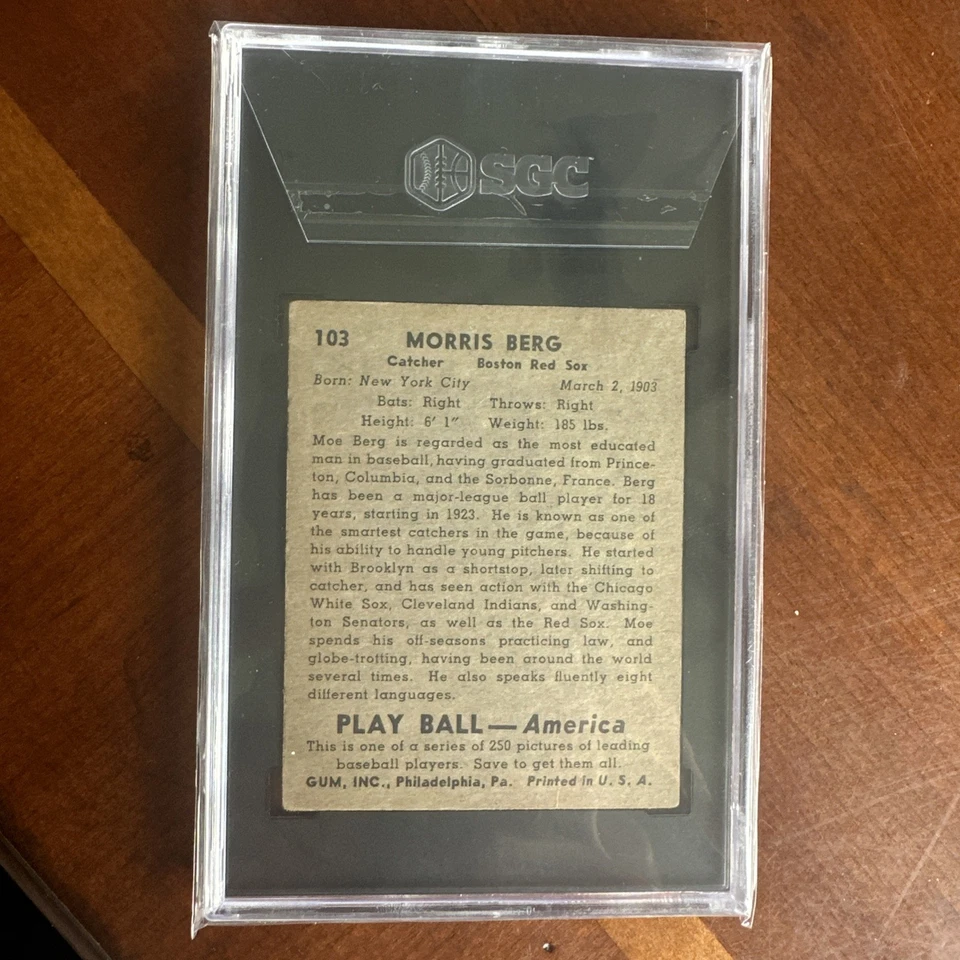 SGC
103 MORRIS BERG
Catcher Boston Red Sox
Born: New York City March 2, 1903
Bats: Right Throws: Right
Height: 6' 1" Weight: 185 lbs.
Moe Berg is regarded as the most educated
man in baseball, having graduated from Prince-
ton, Columbia, and the Sorbonne, France. Berg
has been a major-league ball player for 18
years, starting in 1923. He is known as one of
the smartest catchers in the game, because of
his ability to handle young pitchers. He started
with Brooklyn as a shortstop, later shifting to
catcher, and has seen action with the Chicago
White Sox, Cleveland Indians, and Washing-
ton Senators, as well as the Red Sox. Moe
spends his off-seasons practicing law, and
globe-trotting, having been around the world
several times. He also speaks fluently eight
different languages.
PLAY BALL — America
This is one of a series of 250 pictures of leading
baseball players. Save to get them all.
GUM, INC., Philadelphia, Pa. Printed in U. S. A.